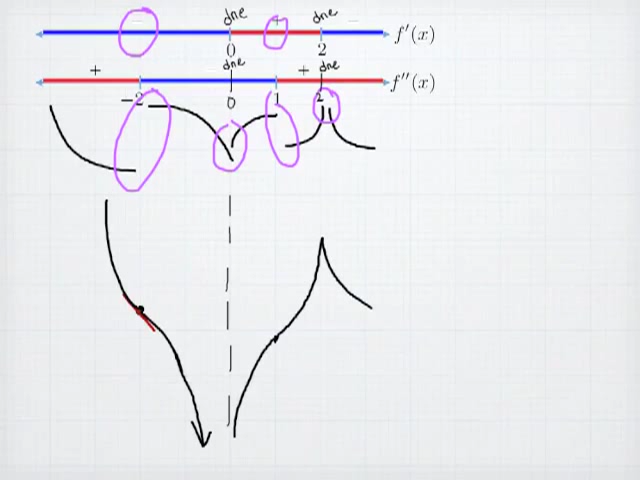 dne dne
− + −
0 2 f′(x)
+ − dne + dne
−2 0 1 2 f″(x)